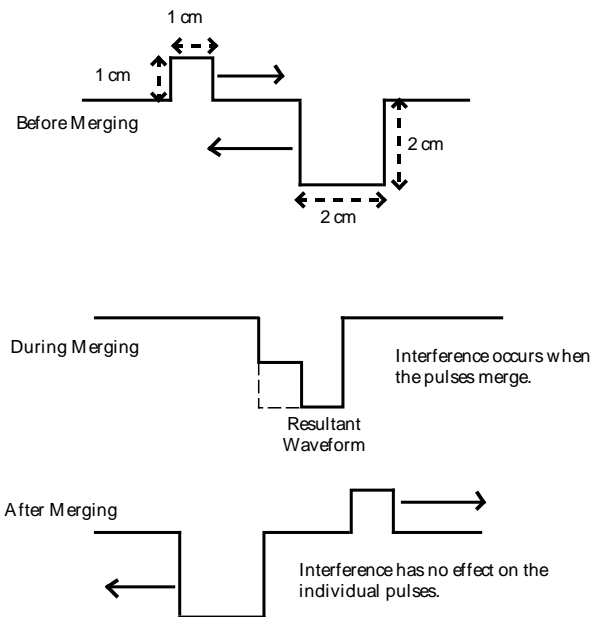 1 cm
1 cm
Before Merging
2 cm
2 cm
During Merging
Interference occurs when
the pulses merge.
Resultant
Waveform
After Merging
Interference has no effect on the
individual pulses.